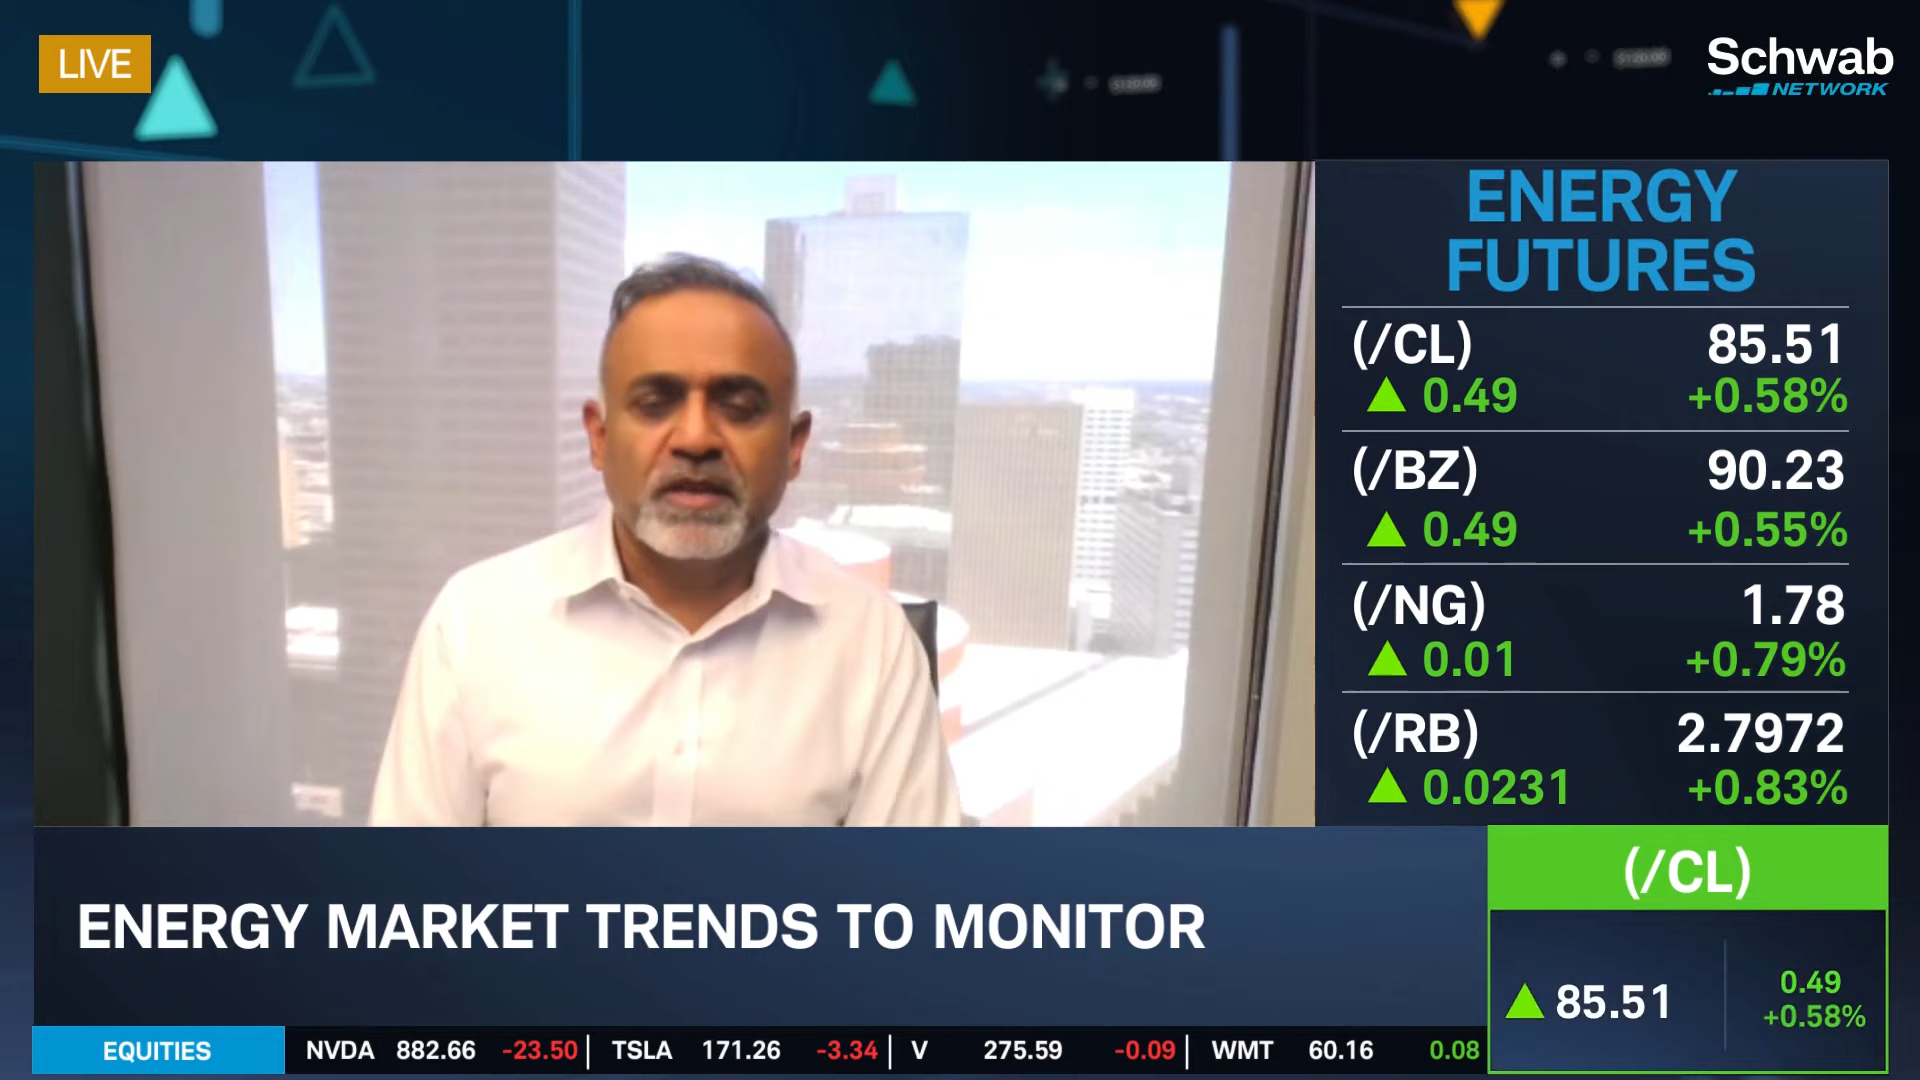 LIVE
Schwab
NETWORK
ENERGY
FUTURES
(/CL) 85.51
▲ 0.49 +0.58%
(/BZ) 90.23
▲ 0.49 +0.55%
(/NG) 1.78
▲ 0.01 +0.79%
(/RB) 2.7972
▲ 0.0231 +0.83%
ENERGY MARKET TRENDS TO MONITOR
(/CL)
▲ 85.51
0.49
+0.58%
EQUITIES NVDA 882.66 -23.50 | TSLA 171.26 -3.34 | V 275.59 -0.09 | WMT 60.16 0.08